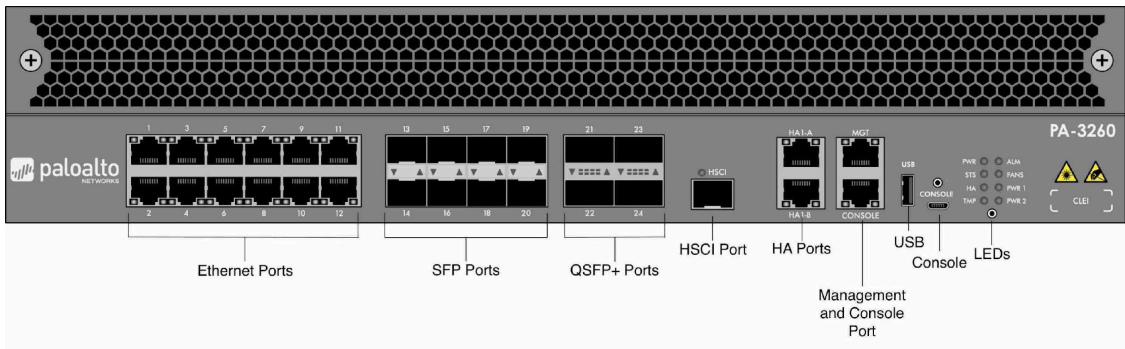 PA-3260
1 3 5 7 9 11
13 15 17 19
21 23
HA1-A
MGT
paloalto
NETWORKS
HSCI
USB
CONSOLE
PWR ALM
STS FANS
HA PWR 1
TMP PWR 2
CLEI
2 4 6 8 10 12
14 16 18 20
22 24
HA1-B
CONSOLE
Ethernet Ports
SFP Ports
QSFP+ Ports
HSCI Port
HA Ports
Management
and Console
Port
USB
Console
LEDs